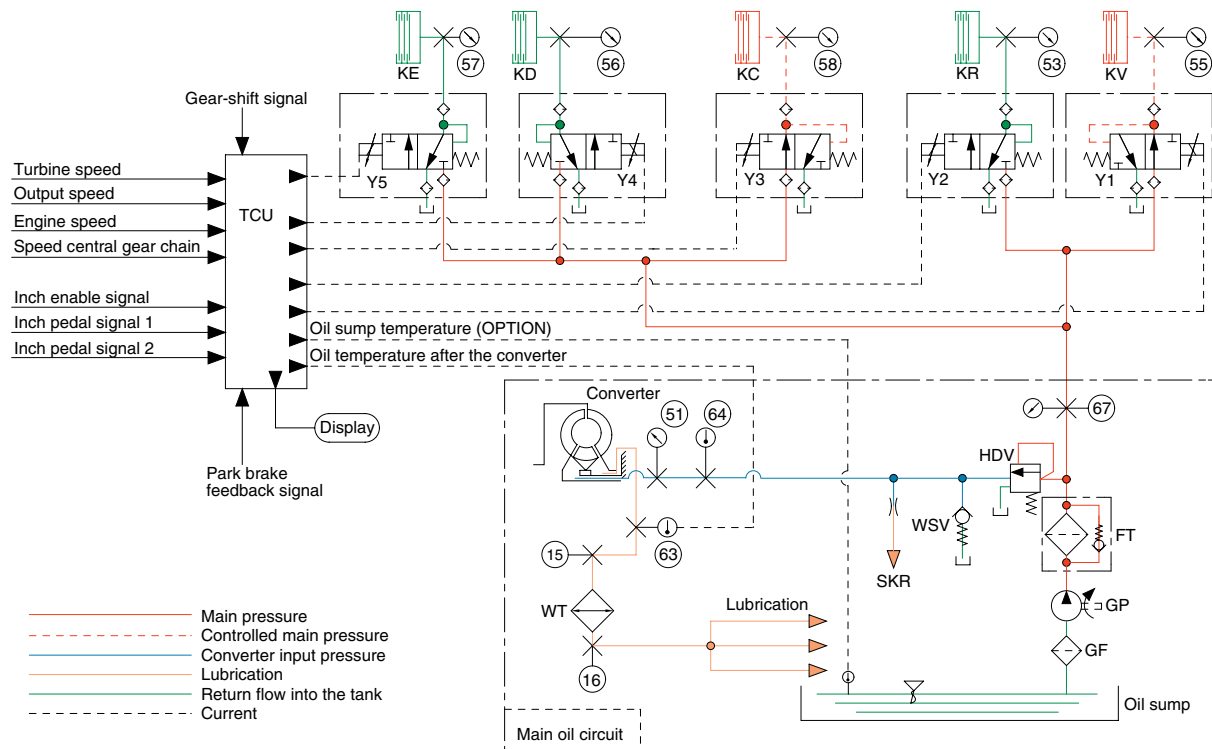 KE
57
KD
56
KC
58
KR
53
KV
55
Gear-shift signal
Y5
Y4
Y3
Y2
Y1
Turbine speed
Output speed
Engine speed
Speed central gear chain
TCU
Inch enable signal
Inch pedal signal 1
Inch pedal signal 2
Oil sump temperature (OPTION)
Oil temperature after the converter
Display
Park brake
feedback signal
Converter
51
64
67
HDV
WSV
FT
SKR
15
63
WT
Lubrication
GP
GF
16
Oil sump
Main oil circuit
Main pressure
Controlled main pressure
Converter input pressure
Lubrication
Return flow into the tank
Current